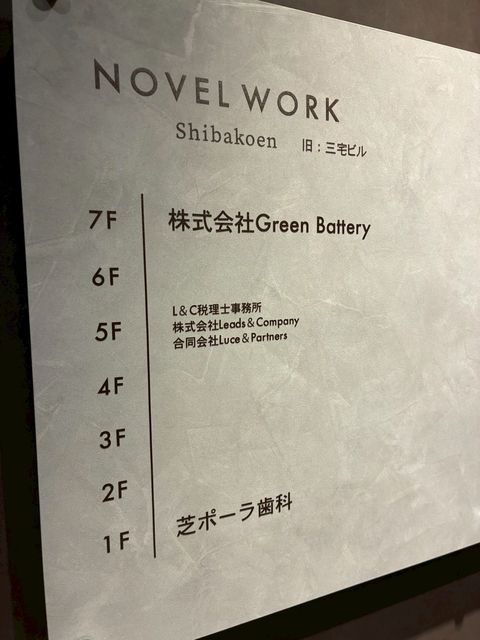 NOVEL WORK
Shibakoen 旧：三宅ビル
7F 株式会社Green Battery
6F
L&C税理士事務所
5F 株式会社Leads&Company
合同会社Luce&Partners
4F
3F
2F
芝ポーラ歯科
1F